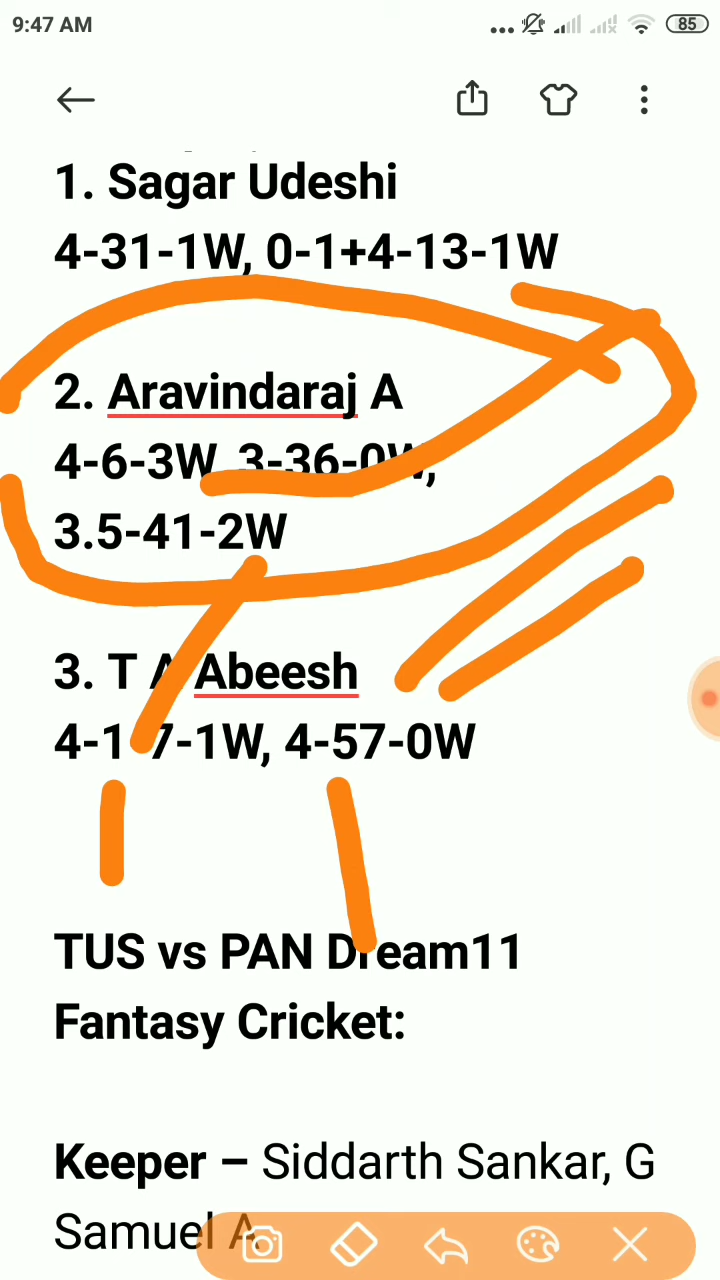 9:47 AM
85
1. Sagar Udeshi
4-31-1W, 0-1+4-13-1W
2. Aravindaraj A
4-6-3W, 3-36-0W,
3.5-41-2W
3. T A Abeesh
4-17-1W, 4-57-0W
TUS vs PAN Dream11
Fantasy Cricket:
Keeper – Siddarth Sankar, G
Samuel A